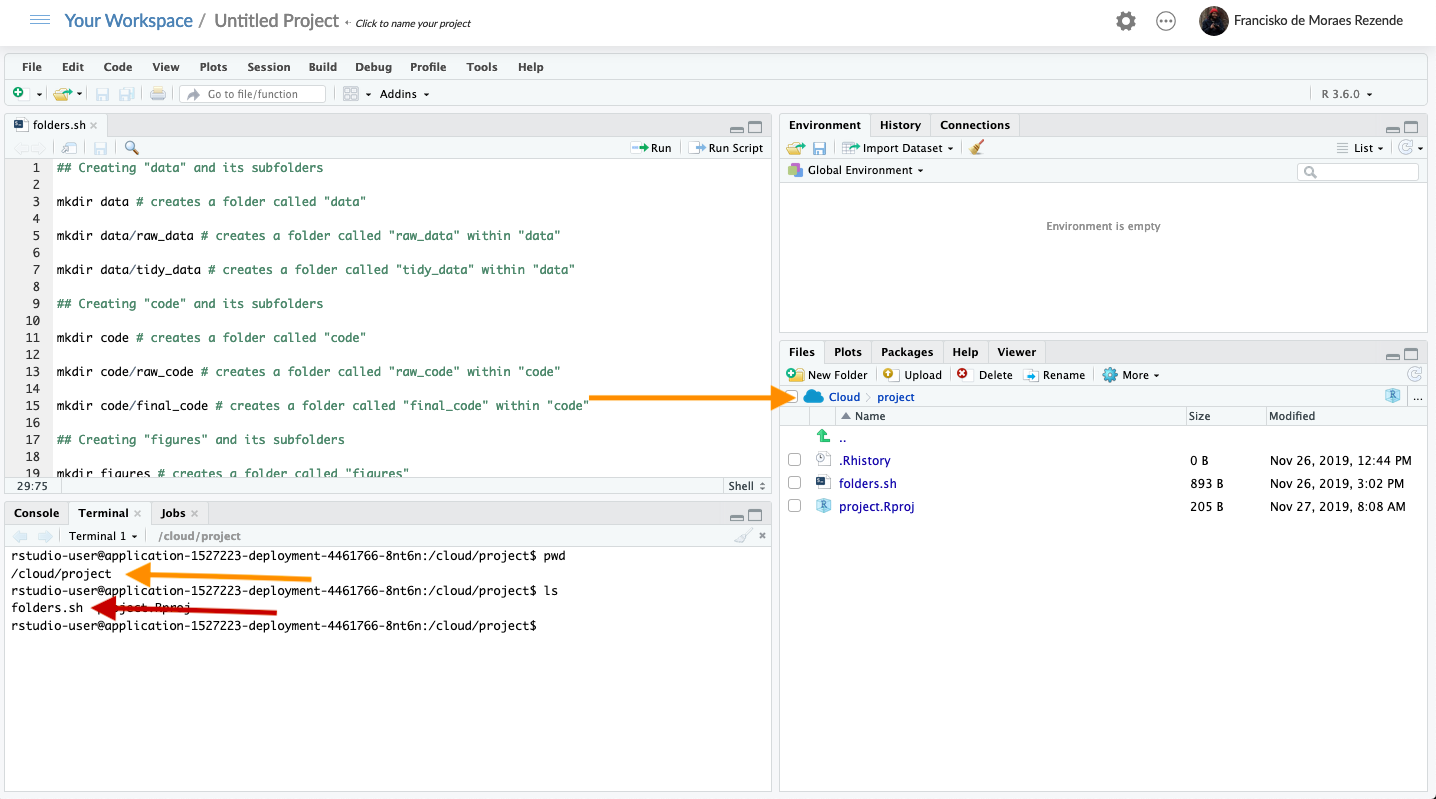 Your Workspace / Untitled Project Click to name your project
Francisko de Moraes Rezende
File Edit Code View Plots Session Build Debug Profile Tools Help
Go to file/function Addins R 3.6.0
folders.sh
Run Run Script
1 ## Creating "data" and its subfolders
2
3 mkdir data # creates a folder called "data"
4
5 mkdir data/raw_data # creates a folder called "raw_data" within "data"
6
7 mkdir data/tidy_data # creates a folder called "tidy_data" within "data"
8
9 ## Creating "code" and its subfolders
10
11 mkdir code # creates a folder called "code"
12
13 mkdir code/raw_code # creates a folder called "raw_code" within "code"
14
15 mkdir code/final_code # creates a folder called "final_code" within "code"
16
17 ## Creating "figures" and its subfolders
18
19 mkdir figures # creates a folder called "figures"
29:75 Shell
Console Terminal Jobs
Terminal 1 /cloud/project
rstudio-user@application-1527223-deployment-4461766-8nt6n:/cloud/project$ pwd
/cloud/project
rstudio-user@application-1527223-deployment-4461766-8nt6n:/cloud/project$ ls
folders.sh project.Rproj
rstudio-user@application-1527223-deployment-4461766-8nt6n:/cloud/project$
Environment History Connections
Import Dataset List
Global Environment
Environment is empty
Files Plots Packages Help Viewer
New Folder Upload Delete Rename More
Cloud project ...
Name Size Modified
..
.Rhistory 0 B Nov 26, 2019, 12:44 PM
folders.sh 893 B Nov 26, 2019, 3:02 PM
project.Rproj 205 B Nov 27, 2019, 8:08 AM